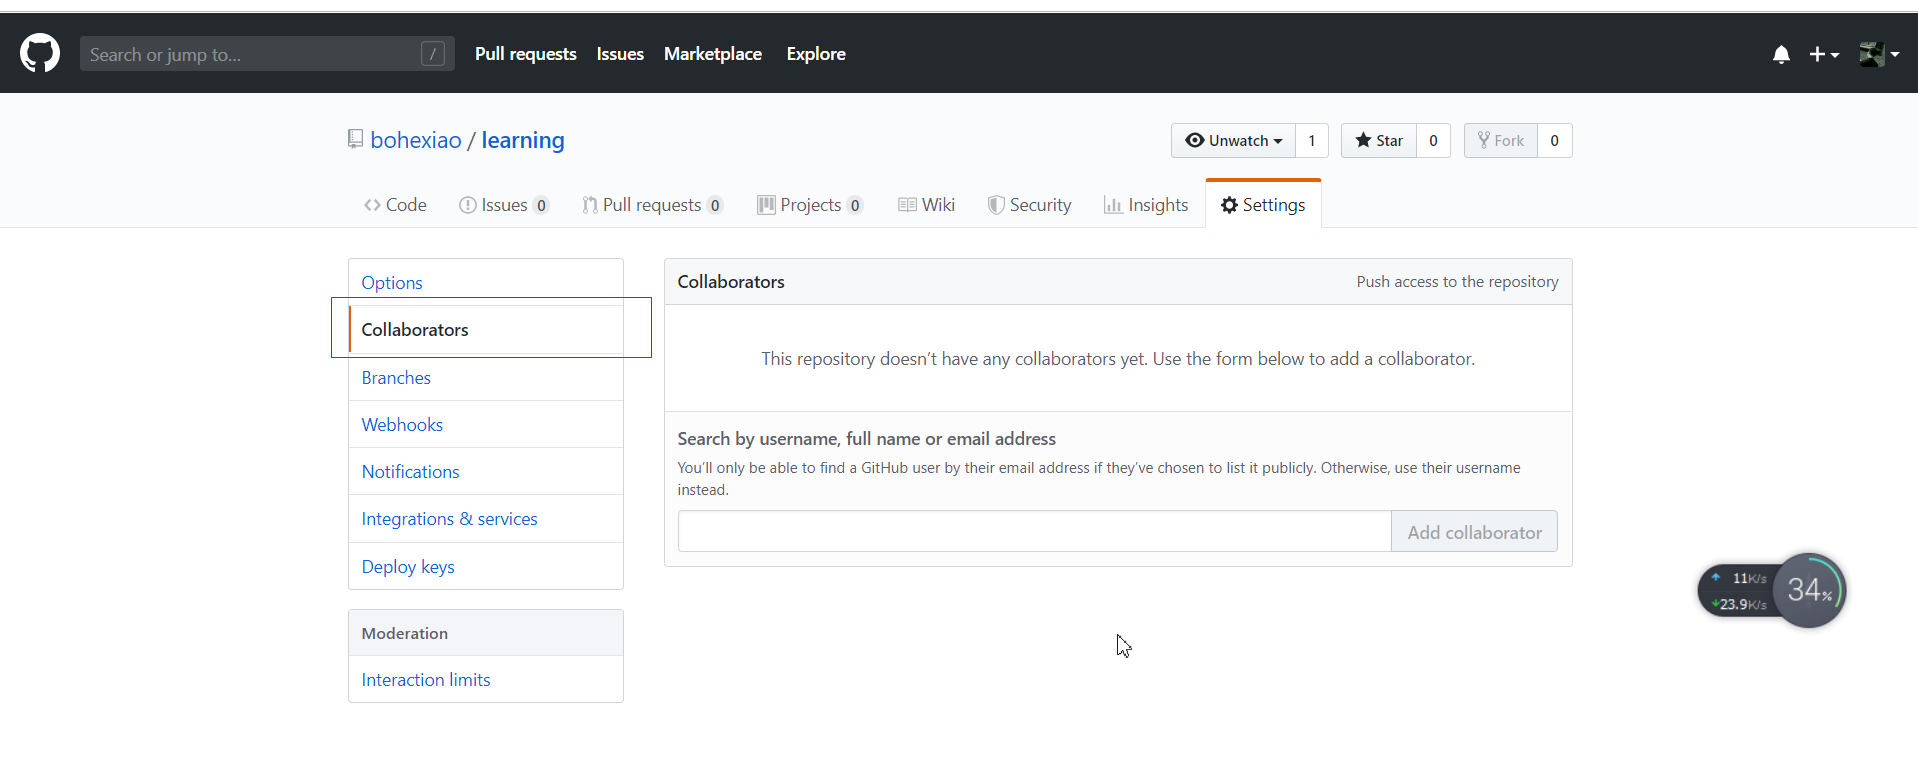 Search or jump to... /
Pull requests Issues Marketplace Explore
bohexiao / learning
Unwatch 1 Star 0 Fork 0
Code Issues 0 Pull requests 0 Projects 0 Wiki Security Insights Settings
Options
Collaborators
Branches
Webhooks
Notifications
Integrations & services
Deploy keys
Moderation
Interaction limits
Collaborators Push access to the repository
This repository doesn’t have any collaborators yet. Use the form below to add a collaborator.
Search by username, full name or email address
You’ll only be able to find a GitHub user by their email address if they’ve chosen to list it publicly. Otherwise, use their username
instead.
Add collaborator
11K/s
23.9K/s
34%